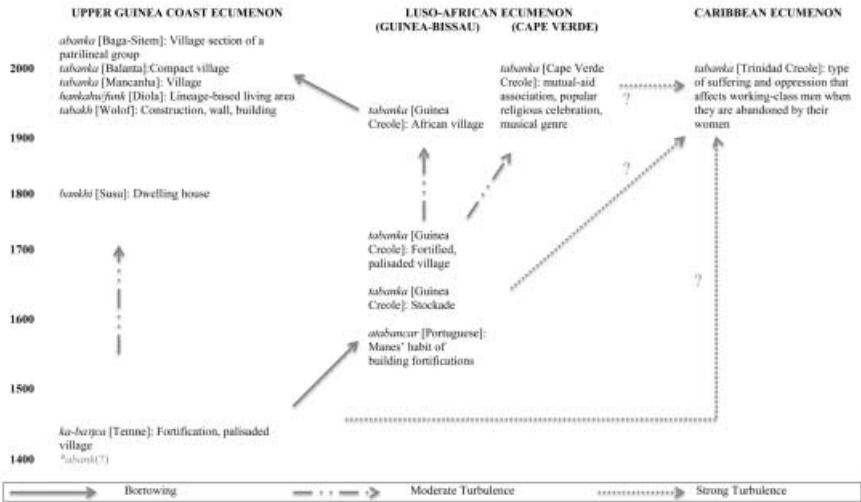 UPPER GUINEA COAST ECUMENON
LUSO-AFRICAN ECUMENON
(GUINEA-BISSAU) (CAPE VERDE)
CARIBBEAN ECUMENON
2000
1900
1800
1700
1600
1500
1400
abanka [Baga-Sitem]: Village section of a
patrilineal group
tabanka [Balanta]:Compact village
tabanka [Mancanha]: Village
[Diola]: Lineage-based living area
tabakh [Wolof]: Construction, wall, building
bankhi [Susu]: Dwelling house
ka-baŋca [Temne]: Fortification, palisaded
village
*abank(?)
tabanka [Guinea
Creole]: African village
tabanka [Guinea
Creole]: Fortified,
palisaded village
tabanka [Guinea
Creole]: Stockade
atabancar [Portuguese]:
Manes' habit of
building fortifications
tabanka [Cape Verde
Creole]: mutual-aid
association, popular
religious celebration,
musical genre
?
?
?
tabanka [Trinidad Creole]: type
of suffering and oppression that
affects working-class men when
they are abandoned by their
women
Borrowing
Moderate Turbulence
Strong Turbulence